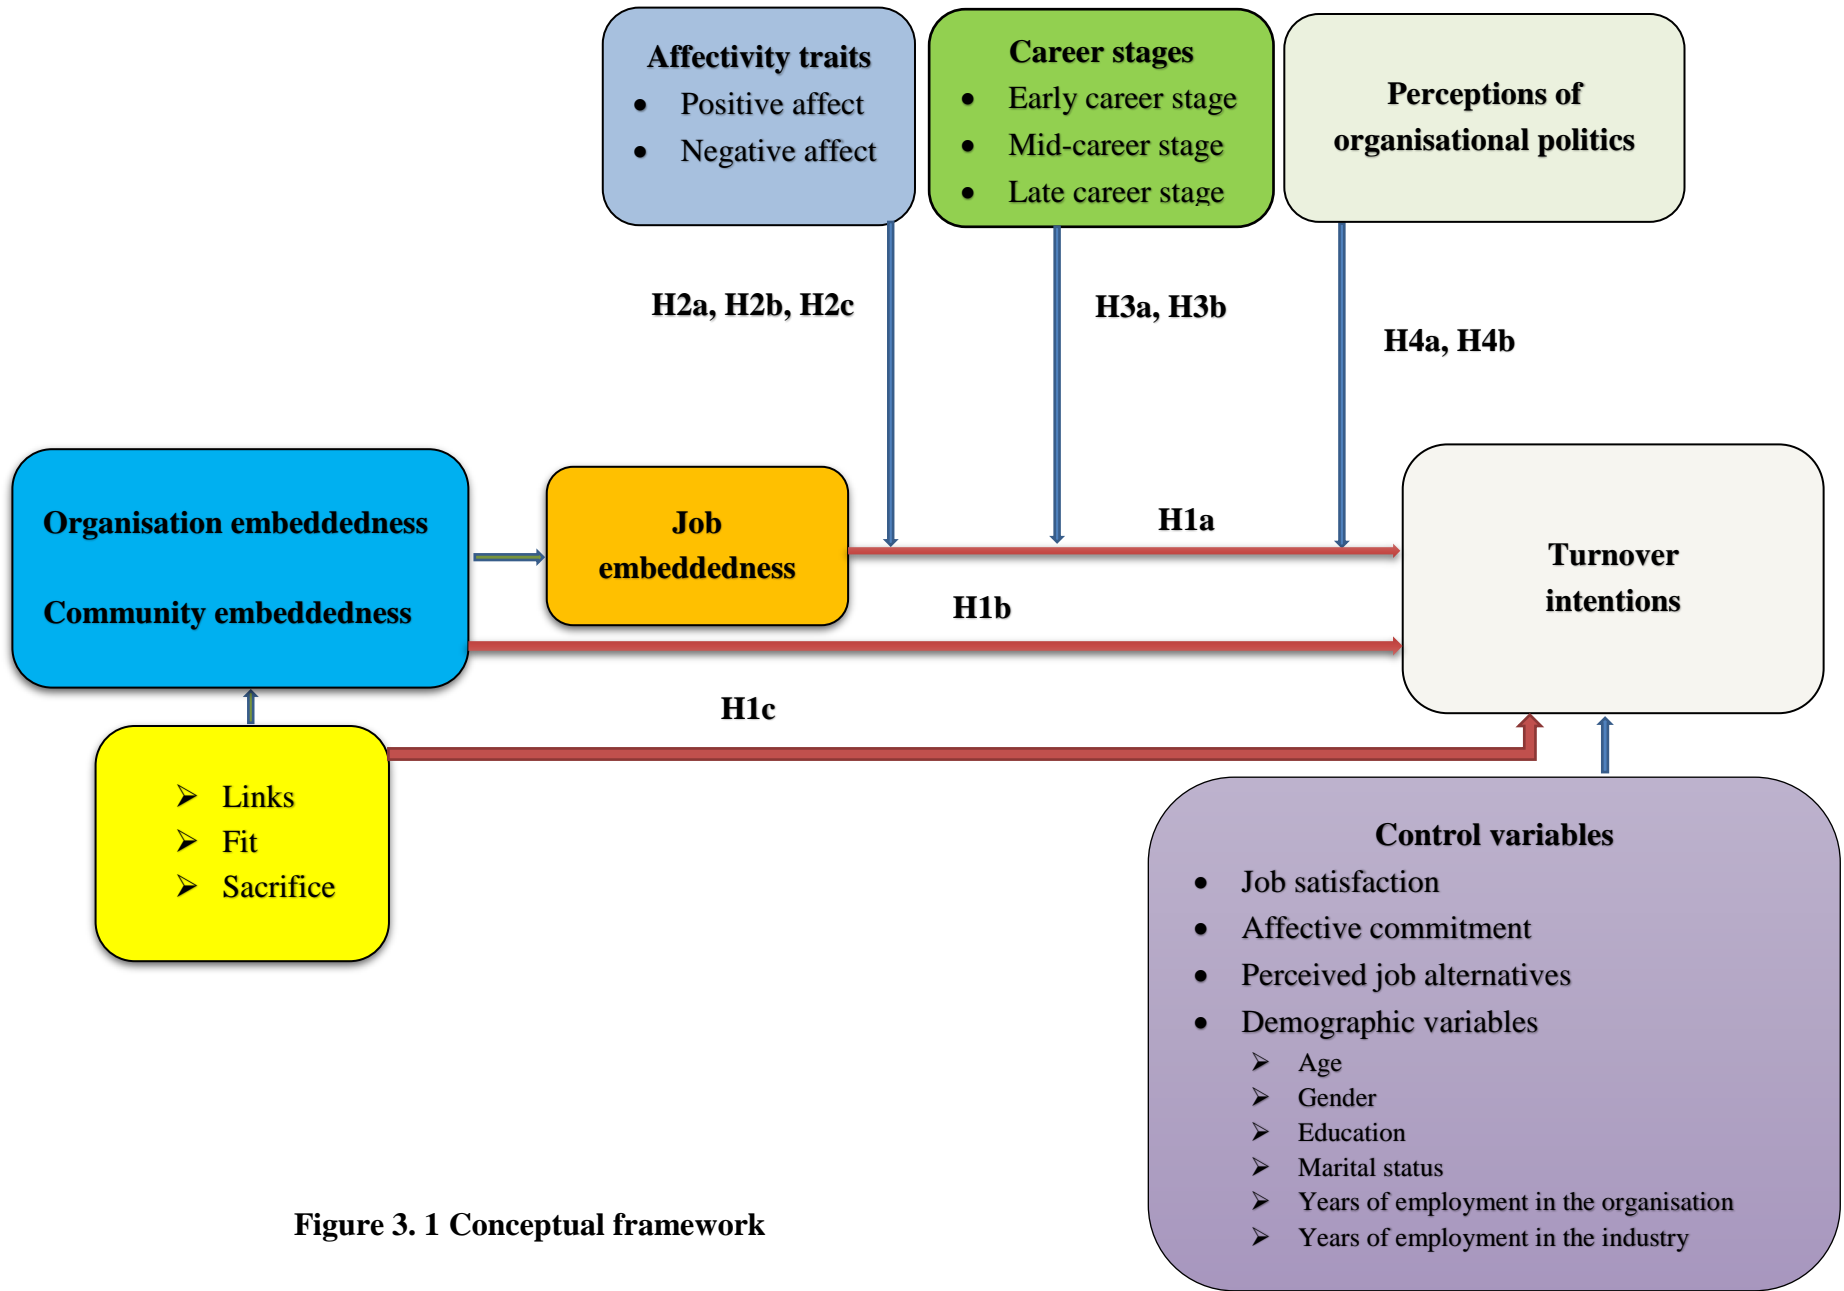 Affectivity traits
• Positive affect
• Negative affect
Career stages
• Early career stage
• Mid-career stage
• Late career stage
Perceptions of
organisational politics
H2a, H2b, H2c
H3a, H3b
H4a, H4b
Organisation embeddedness
Community embeddedness
Job
embeddedness
H1a
H1b
Turnover
intentions
H1c
➢ Links
➢ Fit
➢ Sacrifice
Control variables
• Job satisfaction
• Affective commitment
• Perceived job alternatives
• Demographic variables
➢ Age
➢ Gender
➢ Education
➢ Marital status
➢ Years of employment in the organisation
➢ Years of employment in the industry
Figure 3. 1 Conceptual framework